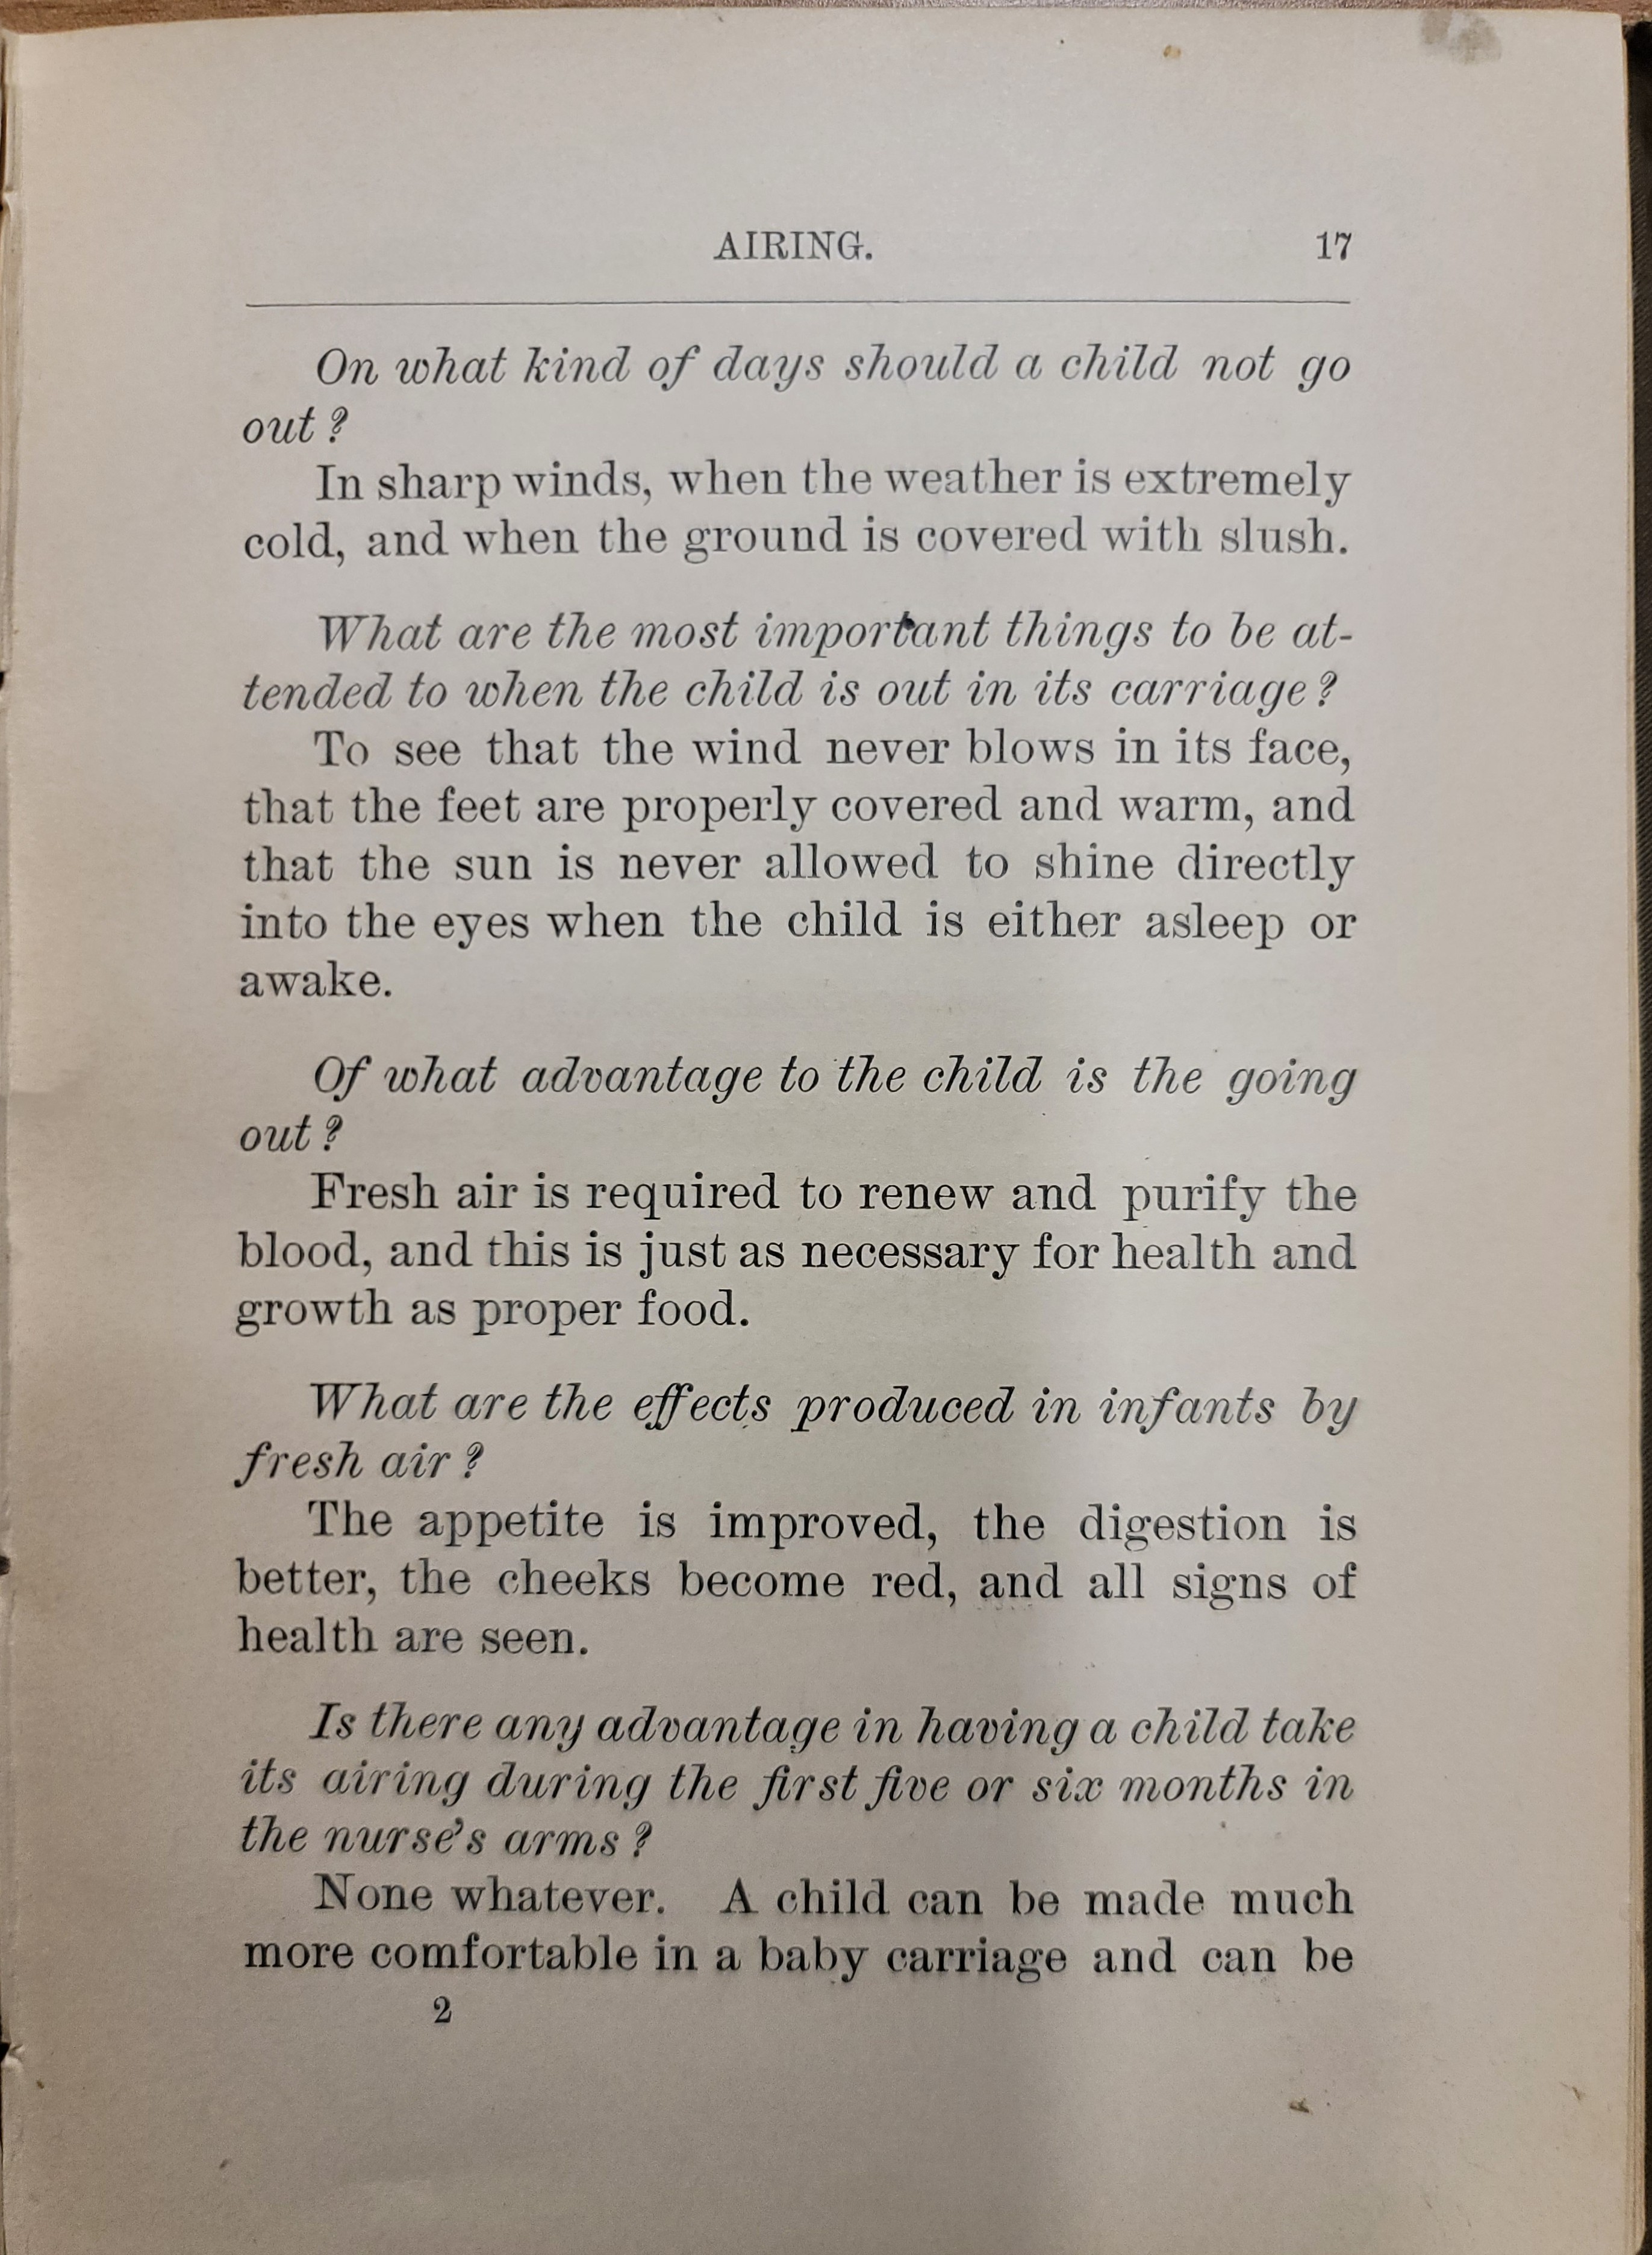 AIRING. 17
On what kind of days should a child not go
out?
In sharp winds, when the weather is extremely
cold, and when the ground is covered with slush.
What are the most important things to be at-
tended to when the child is out in its carriage?
To see that the wind never blows in its face,
that the feet are properly covered and warm, and
that the sun is never allowed to shine directly
into the eyes when the child is either asleep or
awake.
Of what advantage to the child is the going
out?
Fresh air is required to renew and purify the
blood, and this is just as necessary for health and
growth as proper food.
What are the effects produced in infants by
fresh air?
The appetite is improved, the digestion is
better, the cheeks become red, and all signs of
health are seen.
Is there any advantage in having a child take
its airing during the first five or six months in
the nurse's arms?
None whatever. A child can be made much
more comfortable in a baby carriage and can be
2